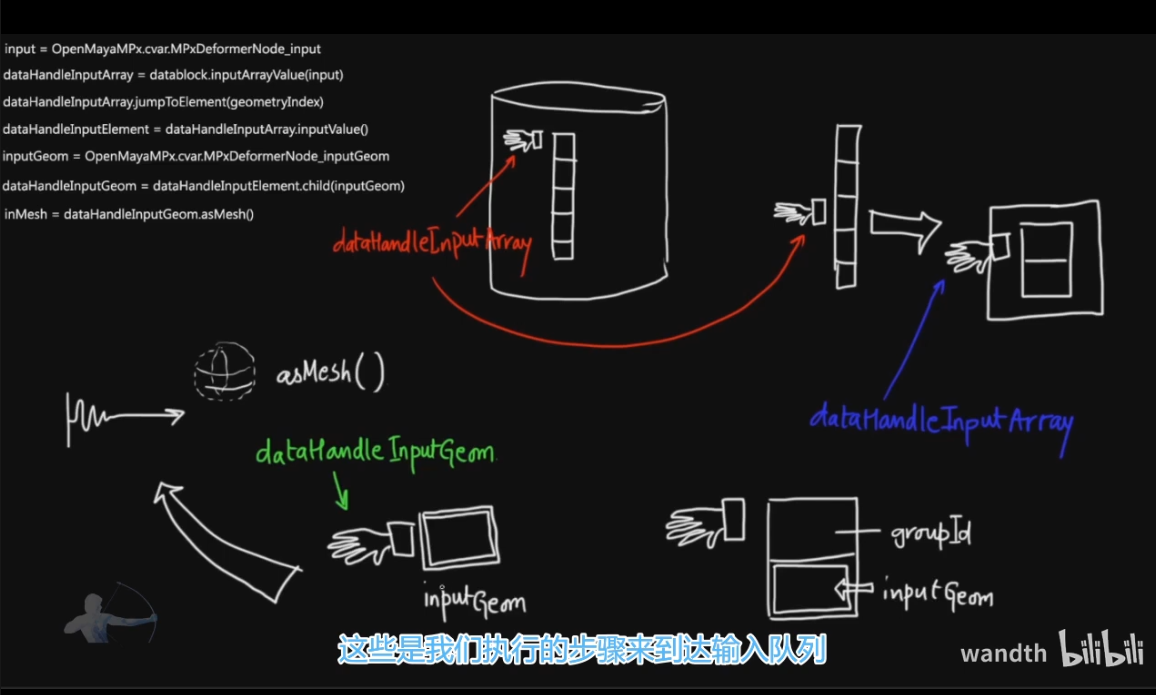 input = OpenMayaMPx.cvar.MPxDeformerNode_input
dataHandleInputArray = datablock.inputArrayValue(input)
dataHandleInputArray.jumpToElement(geometryIndex)
dataHandleInputElement = dataHandleInputArray.inputValue()
inputGeom = OpenMayaMPx.cvar.MPxDeformerNode_inputGeom
dataHandleInputGeom = dataHandleInputElement.child(inputGeom)
inMesh = dataHandleInputGeom.asMesh()
dataHandleInputArray
asMesh()
dataHandleInputArray
dataHandleInputGeom
groupId
inputGeom
inputGeom
这些是我们执行的步骤来到达输入队列
wandth bilibili